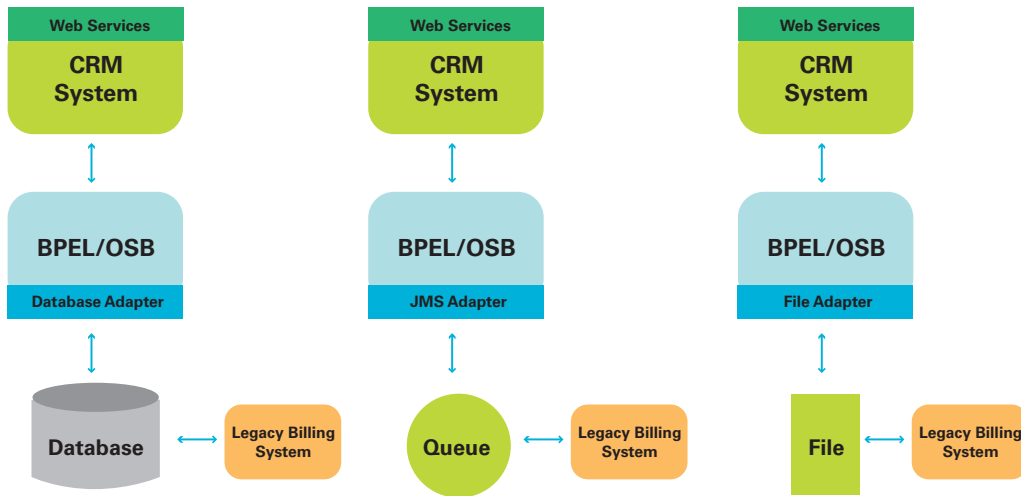 Web Services
CRM
System
BPEL/OSB
Database Adapter
Database
Legacy Billing
System
Web Services
CRM
System
BPEL/OSB
JMS Adapter
Queue
Legacy Billing
System
Web Services
CRM
System
BPEL/OSB
File Adapter
File
Legacy Billing
System